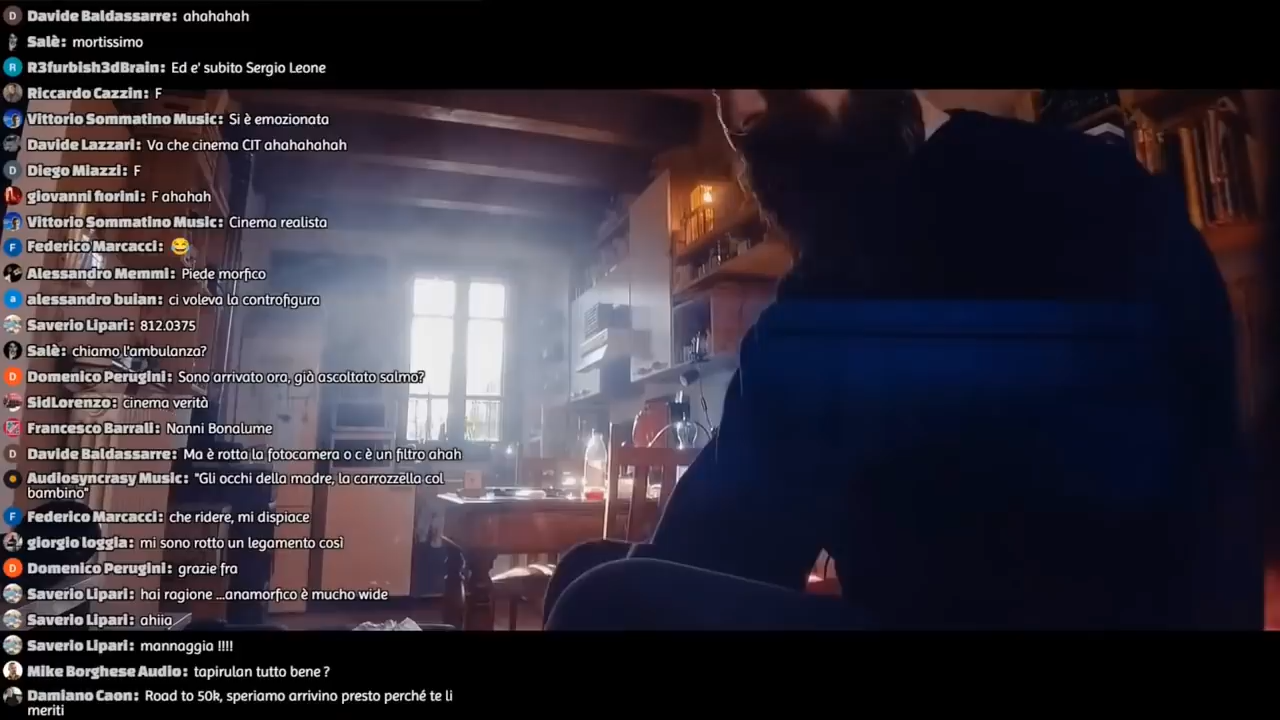 Davide Baldassarre: ahahahah
Salè: mortissimo
R3furbish3dBrain: Ed e' subito Sergio Leone
Riccardo Cazzin: F
Vittorio Sommatino Music: Si è emozionata
Davide Lazzari: Va che cinema CIT ahahahahah
Diego Miazzi: F
giovanni fiorini: F ahahah
Vittorio Sommatino Music: Cinema realista
Federico Marcacci: 😂
Alessandro Memmi: Piede morfico
alessandro buian: ci voleva la controfigura
Saverio Lipari: 812.0375
Salè: chiamo l'ambulanza?
Domenico Perugini: Sono arrivato ora, già ascoltato salmo?
SidLorenzo: cinema verità
Francesco Barrali: Nanni Bonalume
Davide Baldassarre: Ma è rotta la fotocamera o c è un filtro ahah
Audiosyncrasy Music: "Gli occhi della madre, la carrozzella col
bambino"
Federico Marcacci: che ridere, mi dispiace
giorgio loggia: mi sono rotto un legamento così
Domenico Perugini: grazie fra
Saverio Lipari: hai ragione ...anamorfico è mucho wide
Saverio Lipari: ahiia
Saverio Lipari: mannaggia !!!!
Mike Borghese Audio: tapirulan tutto bene ?
Damiano Caon: Road to 50k, speriamo arrivino presto perché te li
meriti